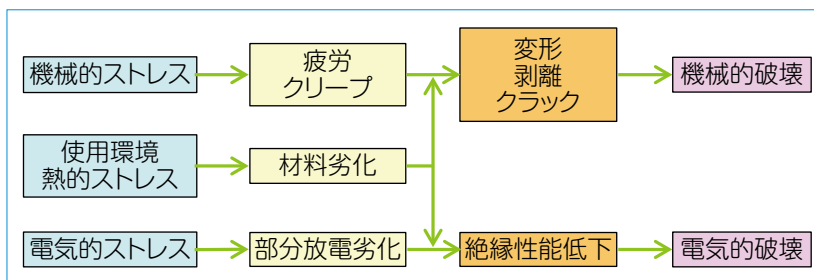 機械的ストレス
疲労
クリープ
変形
剥離
クラック
機械的破壊
使用環境
熱的ストレス
材料劣化
電気的ストレス
部分放電劣化
絶縁性能低下
電気的破壊